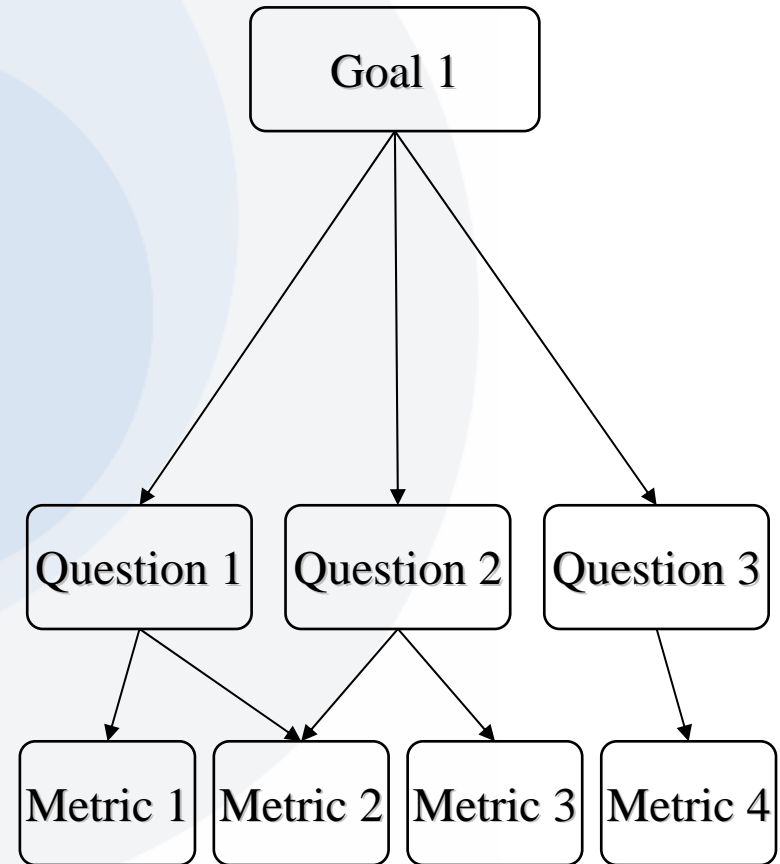 Goal 1
Question 1
Question 2
Question 3
Metric 1
Metric 2
Metric 3
Metric 4